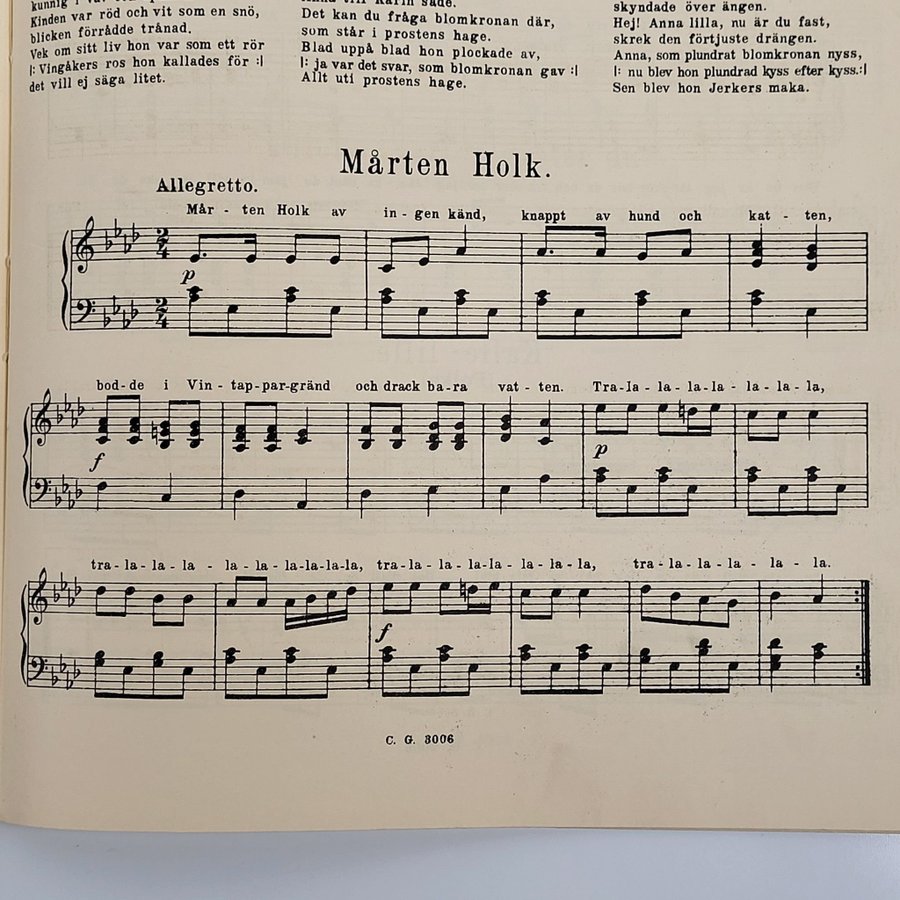 kunnig i
Kinden var röd och vit som en snö,
blicken förrådde trånad.
Vek om sitt liv hon var som ett rör
|: Vingåkers ros hon kallades för :|
det vill ej säga litet.
Anna till Karin sade.
Det kan du fråga blomkronan där,
som står i prostens hage.
Blad uppå blad hon plockade av,
|: ja var det svar, som blomkronan gav :|
Allt uti prostens hage.
skyndade över ängen.
Hej! Anna lilla, nu är du fast,
skrek den förtjuste drängen.
Anna, som plundrat blomkronan nyss,
|: nu blev hon plundrad kyss efter kyss.:|
Sen blev hon Jerkers maka.
Mårten Holk.
Allegretto.
Mår - ten Holk av in - gen känd, knappt av hund och kat - ten,
p
bod - de i Vin - tap - par - gränd och drack ba - ra vat - ten. Tra - la - la - la - la - la - la - la,
f p
tra - la - la - la - la - la - la - la - la - la, tra - la - la - la - la - la - la - la, tra - la - la - la - la - la.
f
C. G. 3006